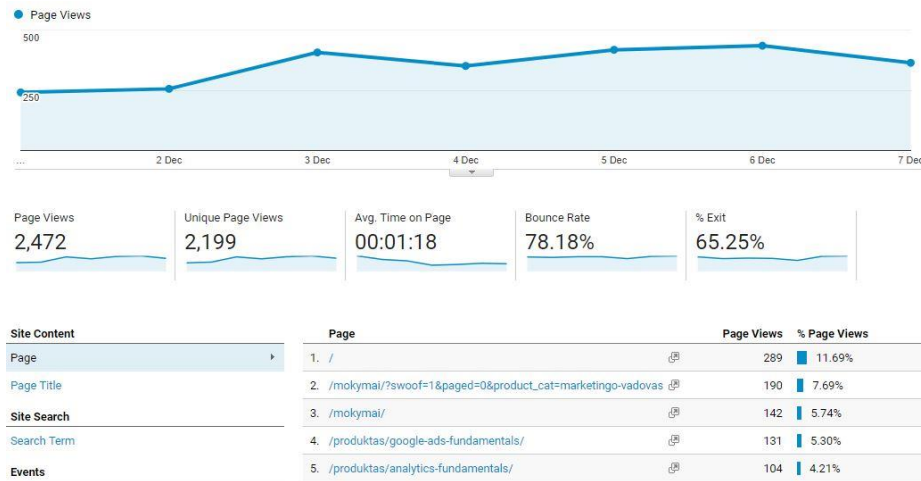 Page Views
500
250
...
2 Dec
3 Dec
4 Dec
5 Dec
6 Dec
7 Dec
Page Views
2,472
Unique Page Views
2,199
Avg. Time on Page
00:01:18
Bounce Rate
78.18%
% Exit
65.25%
Site Content
Page
Page Title
Site Search
Search Term
Events
Page Page Views % Page Views
1. / 289 11.69%
2. /mokymai/?swoof=1&paged=0&product_cat=marketingo-vadovas 190 7.69%
3. /mokymai/ 142 5.74%
4. /produktas/google-ads-fundamentals/ 131 5.30%
5. /produktas/analytics-fundamentals/ 104 4.21%